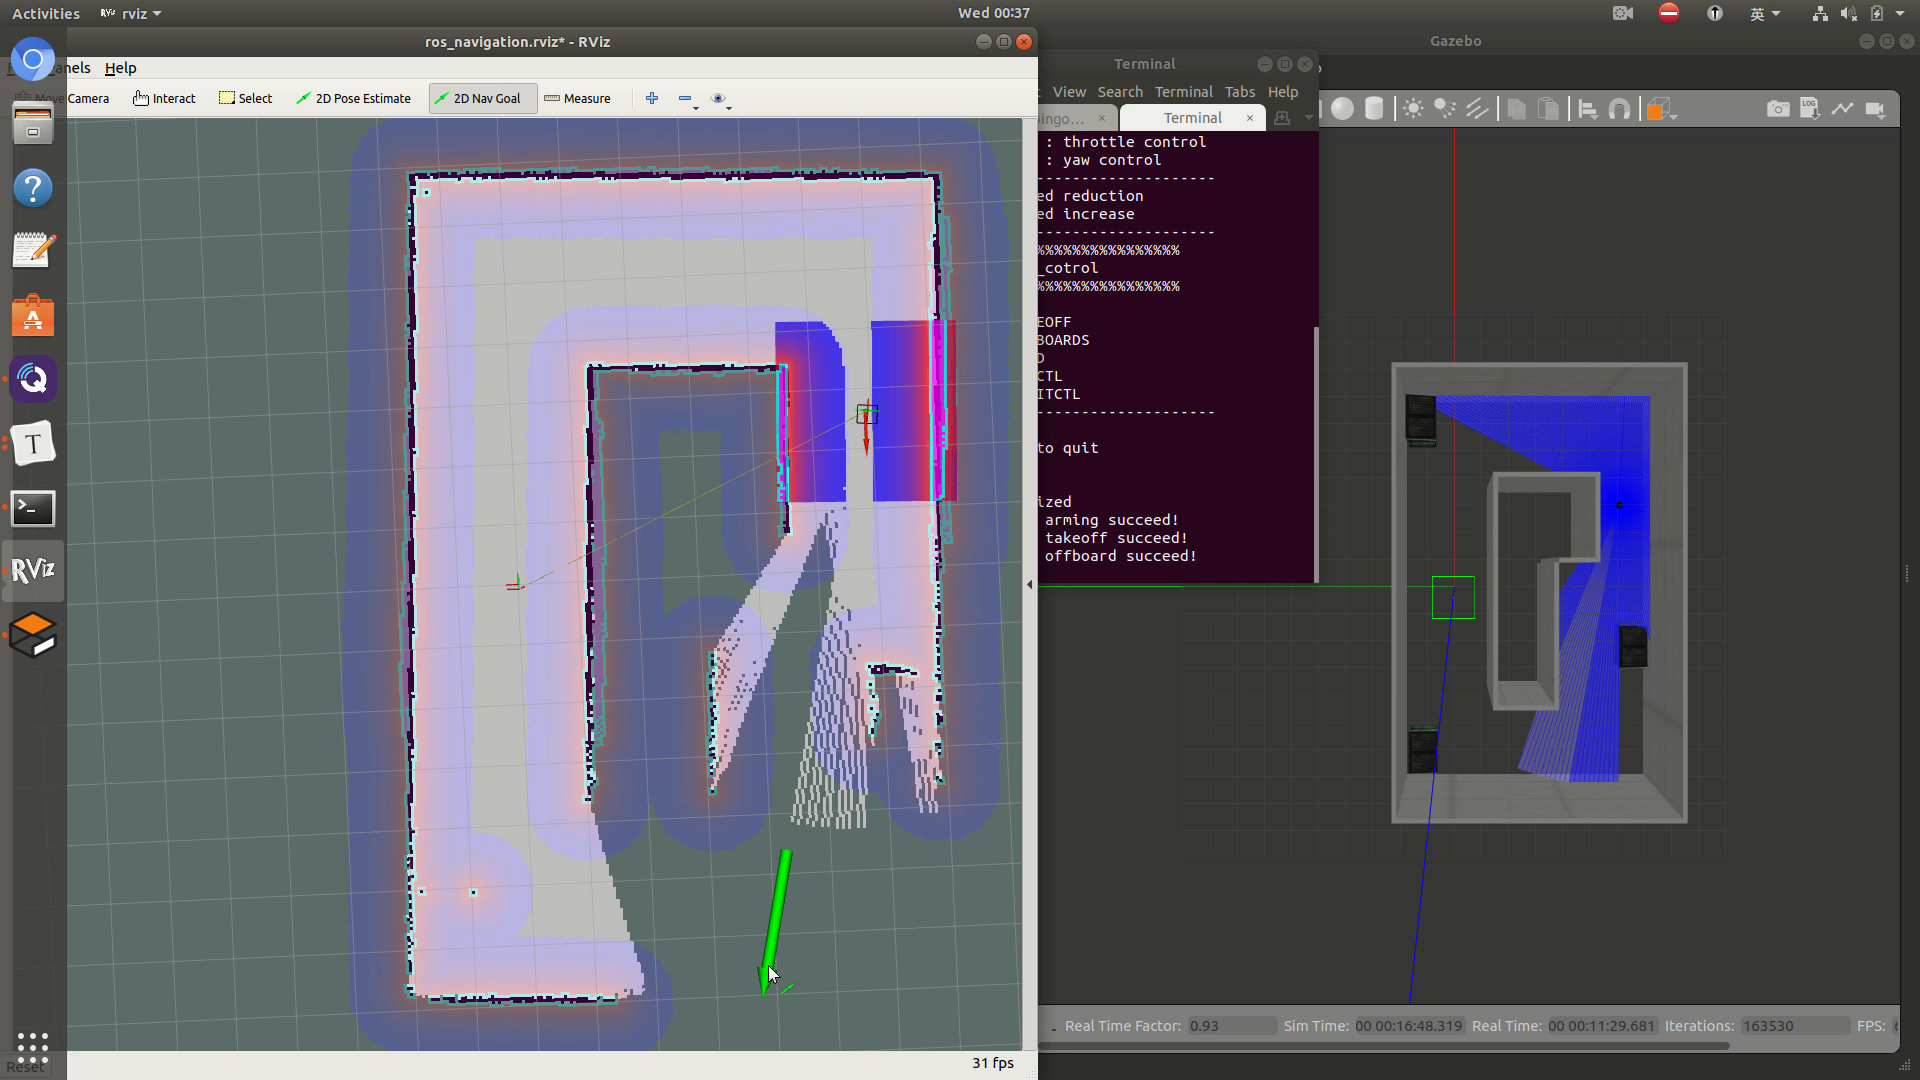 Activities
rviz
Wed 00:37
英
ros_navigation.rviz* - RViz
Panels
Help
Move Camera
Interact
Select
2D Pose Estimate
2D Nav Goal
Measure
31 fps
Reset
RViz
T
Terminal
View
Search
Terminal
Tabs
Help
Terminal
: throttle control
: yaw control
--------------------
ed reduction
ed increase
--------------------
%%%%%%%%%%%%%%%%
_cotrol
%%%%%%%%%%%%%%%%
EOFF
BOARDS
D
CTL
ITCTL
--------------------
to quit
ized
arming succeed!
takeoff succeed!
offboard succeed!
Gazebo
LOG
Real Time Factor: 0.93
Sim Time: 00 00:16:48.319
Real Time: 00 00:11:29.681
Iterations: 163530
FPS: